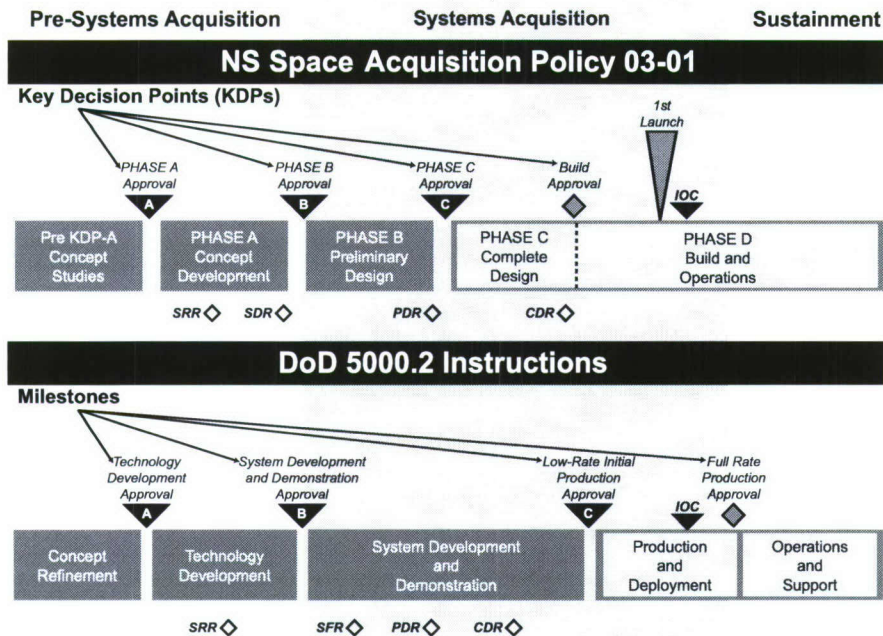 Pre-Systems Acquisition Systems Acquisition Sustainment
NS Space Acquisition Policy 03-01
Key Decision Points (KDPs)
1st
Launch
PHASE A
Approval
PHASE B
Approval
PHASE C
Approval
Build
Approval
IOC
A
B
C
Pre KDP-A
Concept
Studies
PHASE A
Concept
Development
PHASE B
Preliminary
Design
PHASE C
Complete
Design
PHASE D
Build and
Operations
SRR SDR PDR CDR
DoD 5000.2 Instructions
Milestones
Technology
Development
Approval
System Development
and Demonstration
Approval
Low-Rate Initial
Production
Approval
Full Rate
Production
Approval
IOC
A
B
C
Concept
Refinement
Technology
Development
System Development
and
Demonstration
Production
and
Deployment
Operations
and
Support
SRR SFR PDR CDR